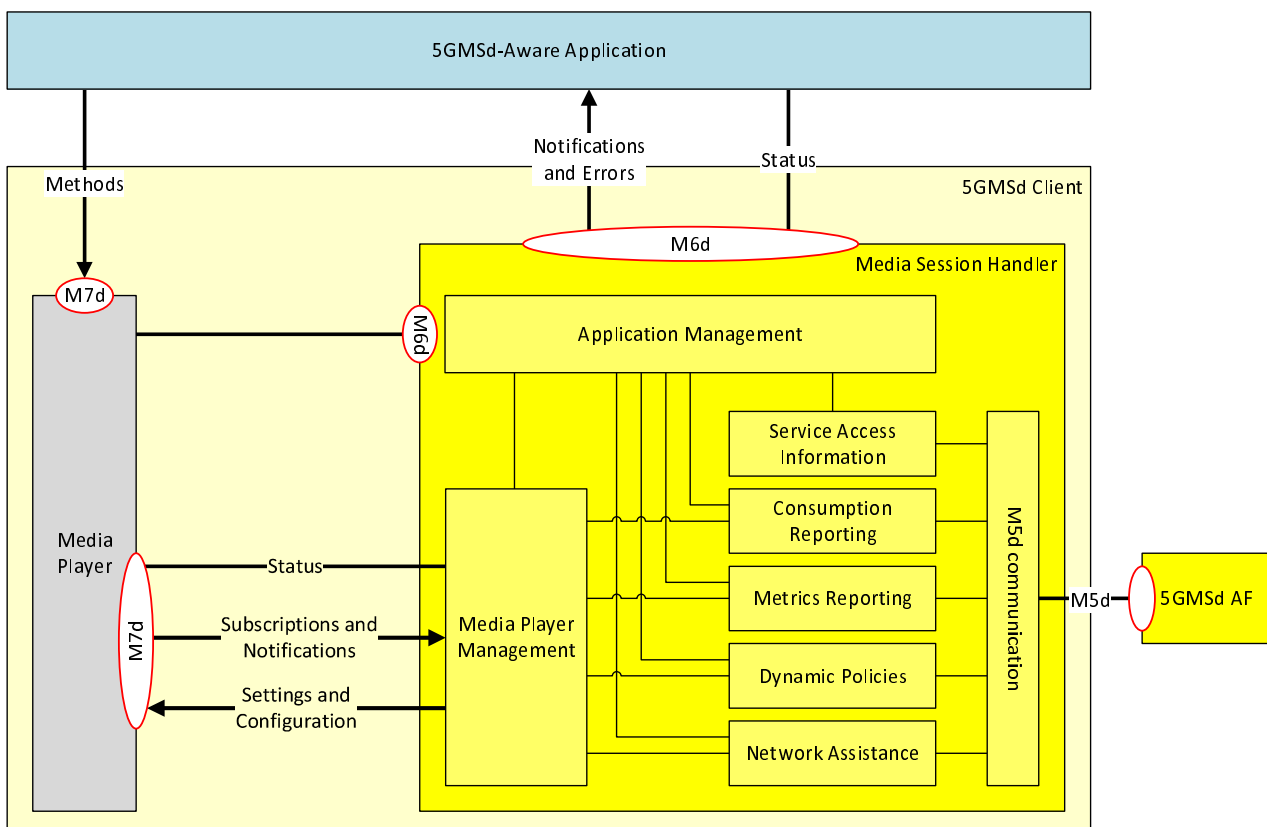 5GMSd-Aware Application
Notifications
and Errors
Status
Methods
5GMSd Client
M6d
Media Session Handler
M7d
M6d
Application Management
Service Access
Information
Consumption
Reporting
M5d communication
Media
Player
Status
Metrics Reporting
M5d
5GMSd AF
M7d
Subscriptions and
Notifications
Media Player
Management
Dynamic Policies
Settings and
Configuration
Network Assistance